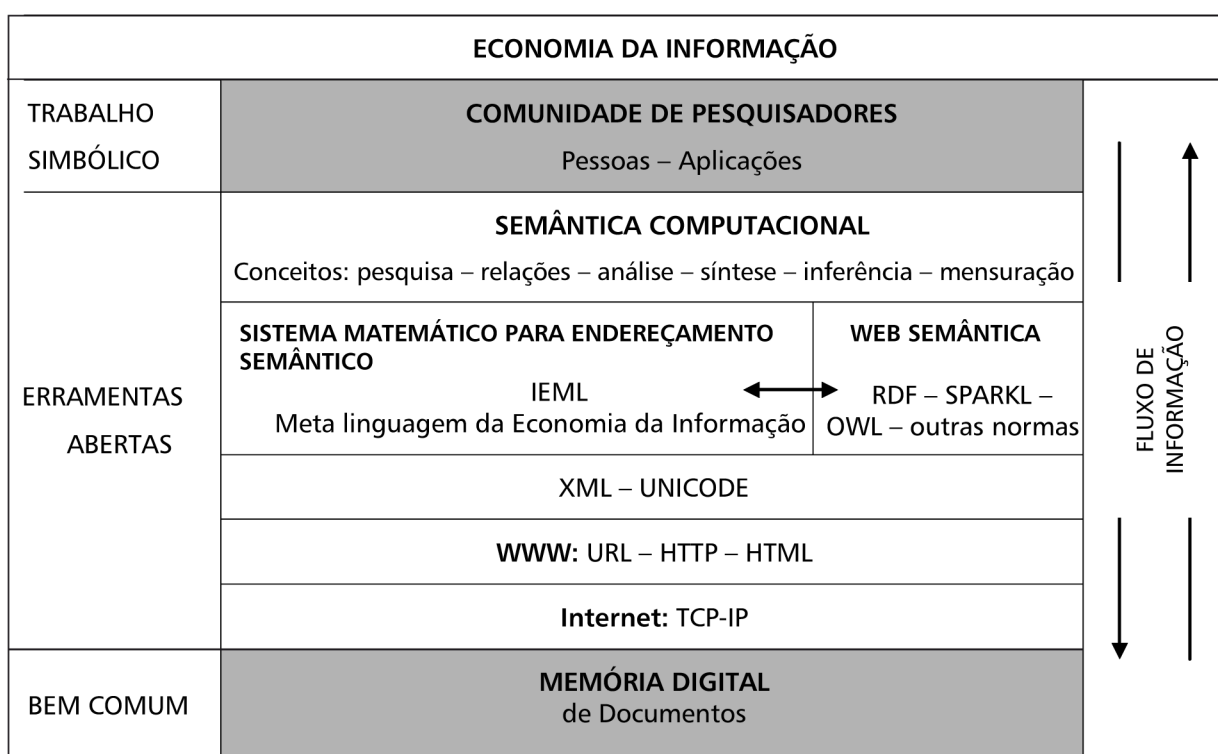 ECONOMIA DA INFORMAÇÃO
TRABALHO
SIMBÓLICO
COMUNIDADE DE PESQUISADORES
Pessoas – Aplicações
ERRAMENTAS
ABERTAS
SEMÂNTICA COMPUTACIONAL
Conceitos: pesquisa – relações – análise – síntese – inferência – mensuração
SISTEMA MATEMÁTICO PARA ENDEREÇAMENTO
SEMÂNTICO
IEML
Meta linguagem da Economia da Informação
WEB SEMÂNTICA
RDF – SPARKL –
OWL – outras normas
XML – UNICODE
WWW: URL – HTTP – HTML
Internet: TCP-IP
BEM COMUM
MEMÓRIA DIGITAL
de Documentos
FLUXO DE
INFORMAÇÃO